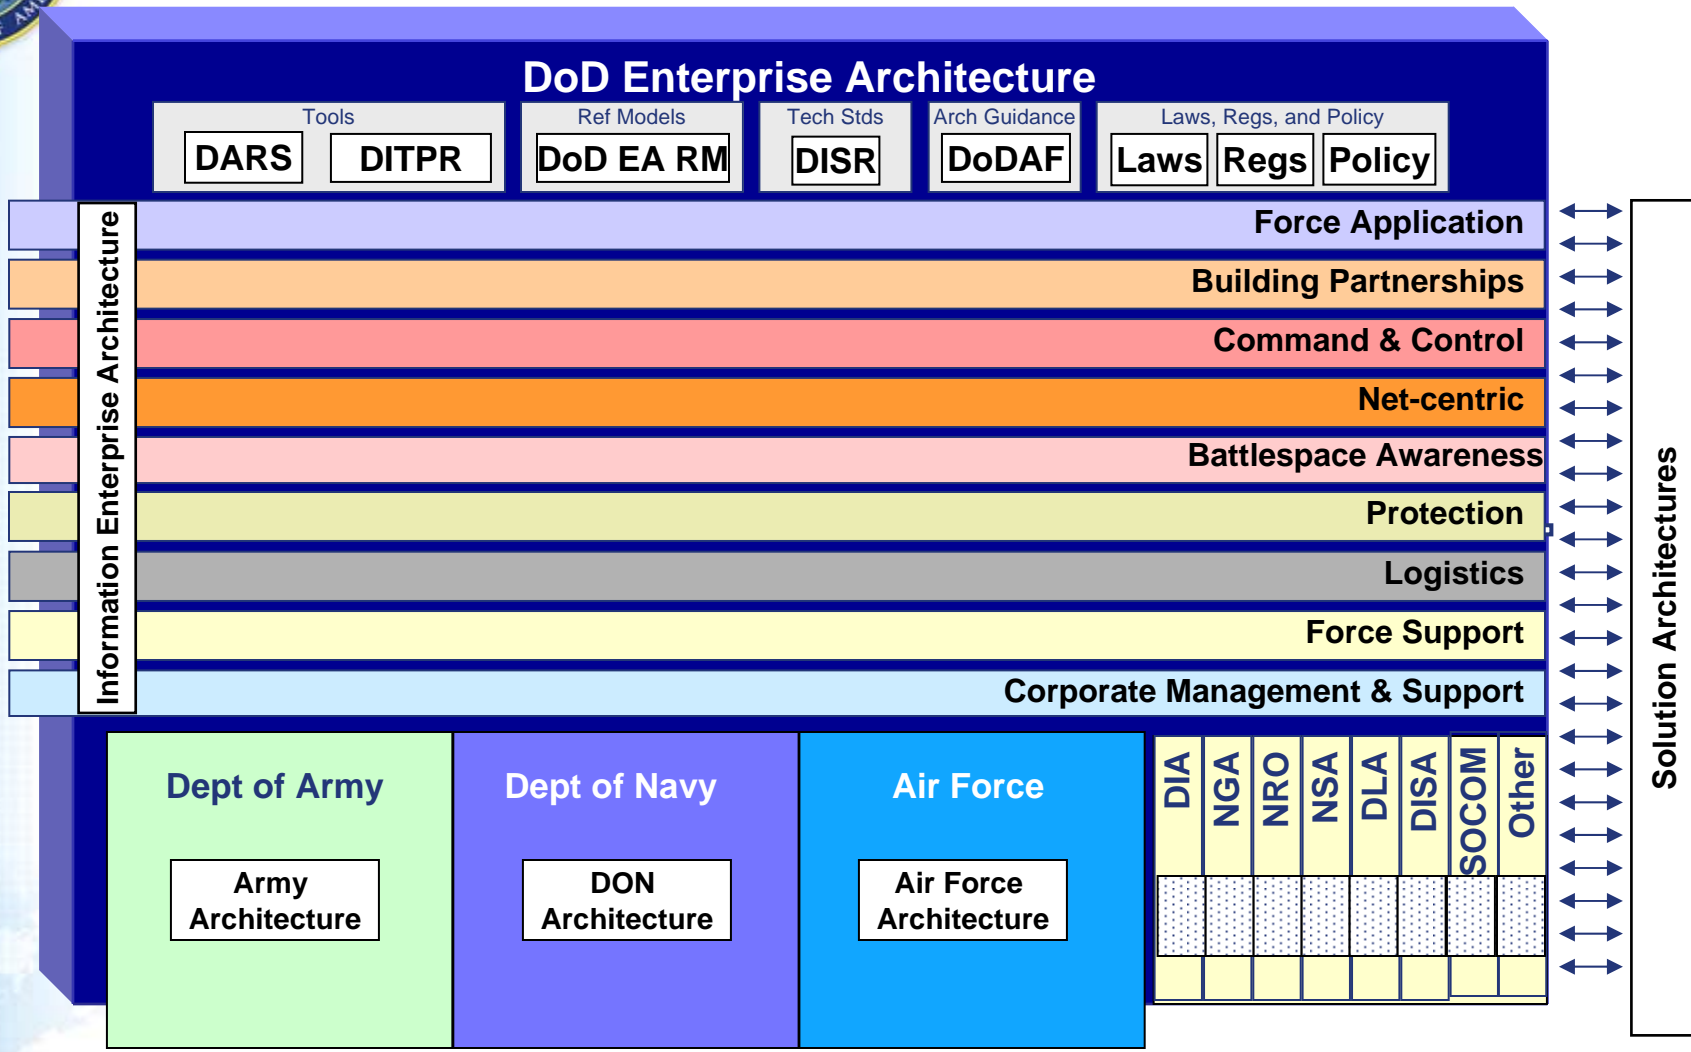 DoD Enterprise Architecture
Tools
DARS
DITPR
Ref Models
DoD EA RM
Tech Stds
DISR
Arch Guidance
DoDAF
Laws, Regs, and Policy
Laws
Regs
Policy
Information Enterprise Architecture
Force Application
Building Partnerships
Command & Control
Net-centric
Battlespace Awareness
Protection
Logistics
Force Support
Corporate Management & Support
Solution Architectures
Dept of Army
Army
Architecture
Dept of Navy
DON
Architecture
Air Force
Air Force
Architecture
DIA
NGA
NRO
NSA
DLA
DISA
SOCOM
Other